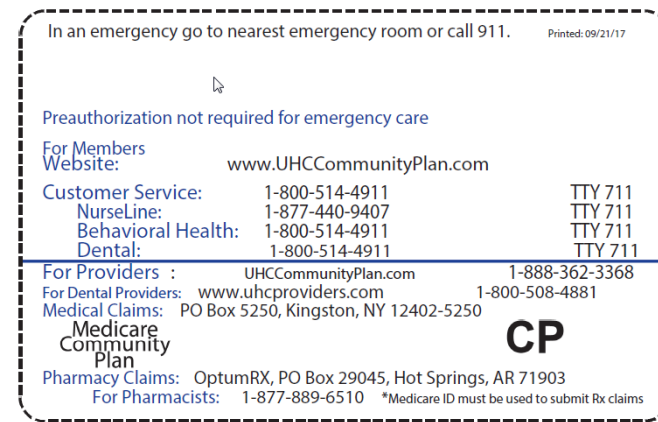 In an emergency go to nearest emergency room or call 911. Printed: 09/21/17
Preauthorization not required for emergency care
For Members
Website: www.UHCCommunityPlan.com
Customer Service: 1-800-514-4911 TTY 711
NurseLine: 1-877-440-9407 TTY 711
Behavioral Health: 1-800-514-4911 TTY 711
Dental: 1-800-514-4911 TTY 711
For Providers : UHCCommunityPlan.com 1-888-362-3368
For Dental Providers: www.uhcproviders.com 1-800-508-4881
Medical Claims: PO Box 5250, Kingston, NY 12402-5250
Medicare
Community
Plan
CP
Pharmacy Claims: OptumRX, PO Box 29045, Hot Springs, AR 71903
For Pharmacists: 1-877-889-6510 *Medicare ID must be used to submit Rx claims